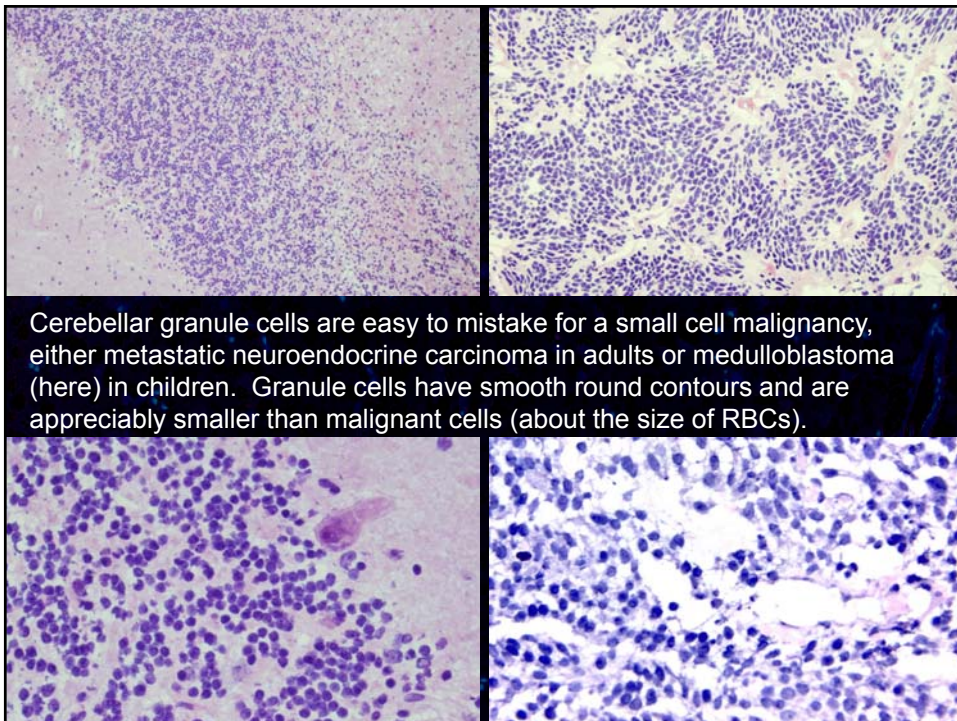 Cerebellar granule cells are easy to mistake for a small cell malignancy,
either metastatic neuroendocrine carcinoma in adults or medulloblastoma
(here) in children.  Granule cells have smooth round contours and are
appreciably smaller than malignant cells (about the size of RBCs).